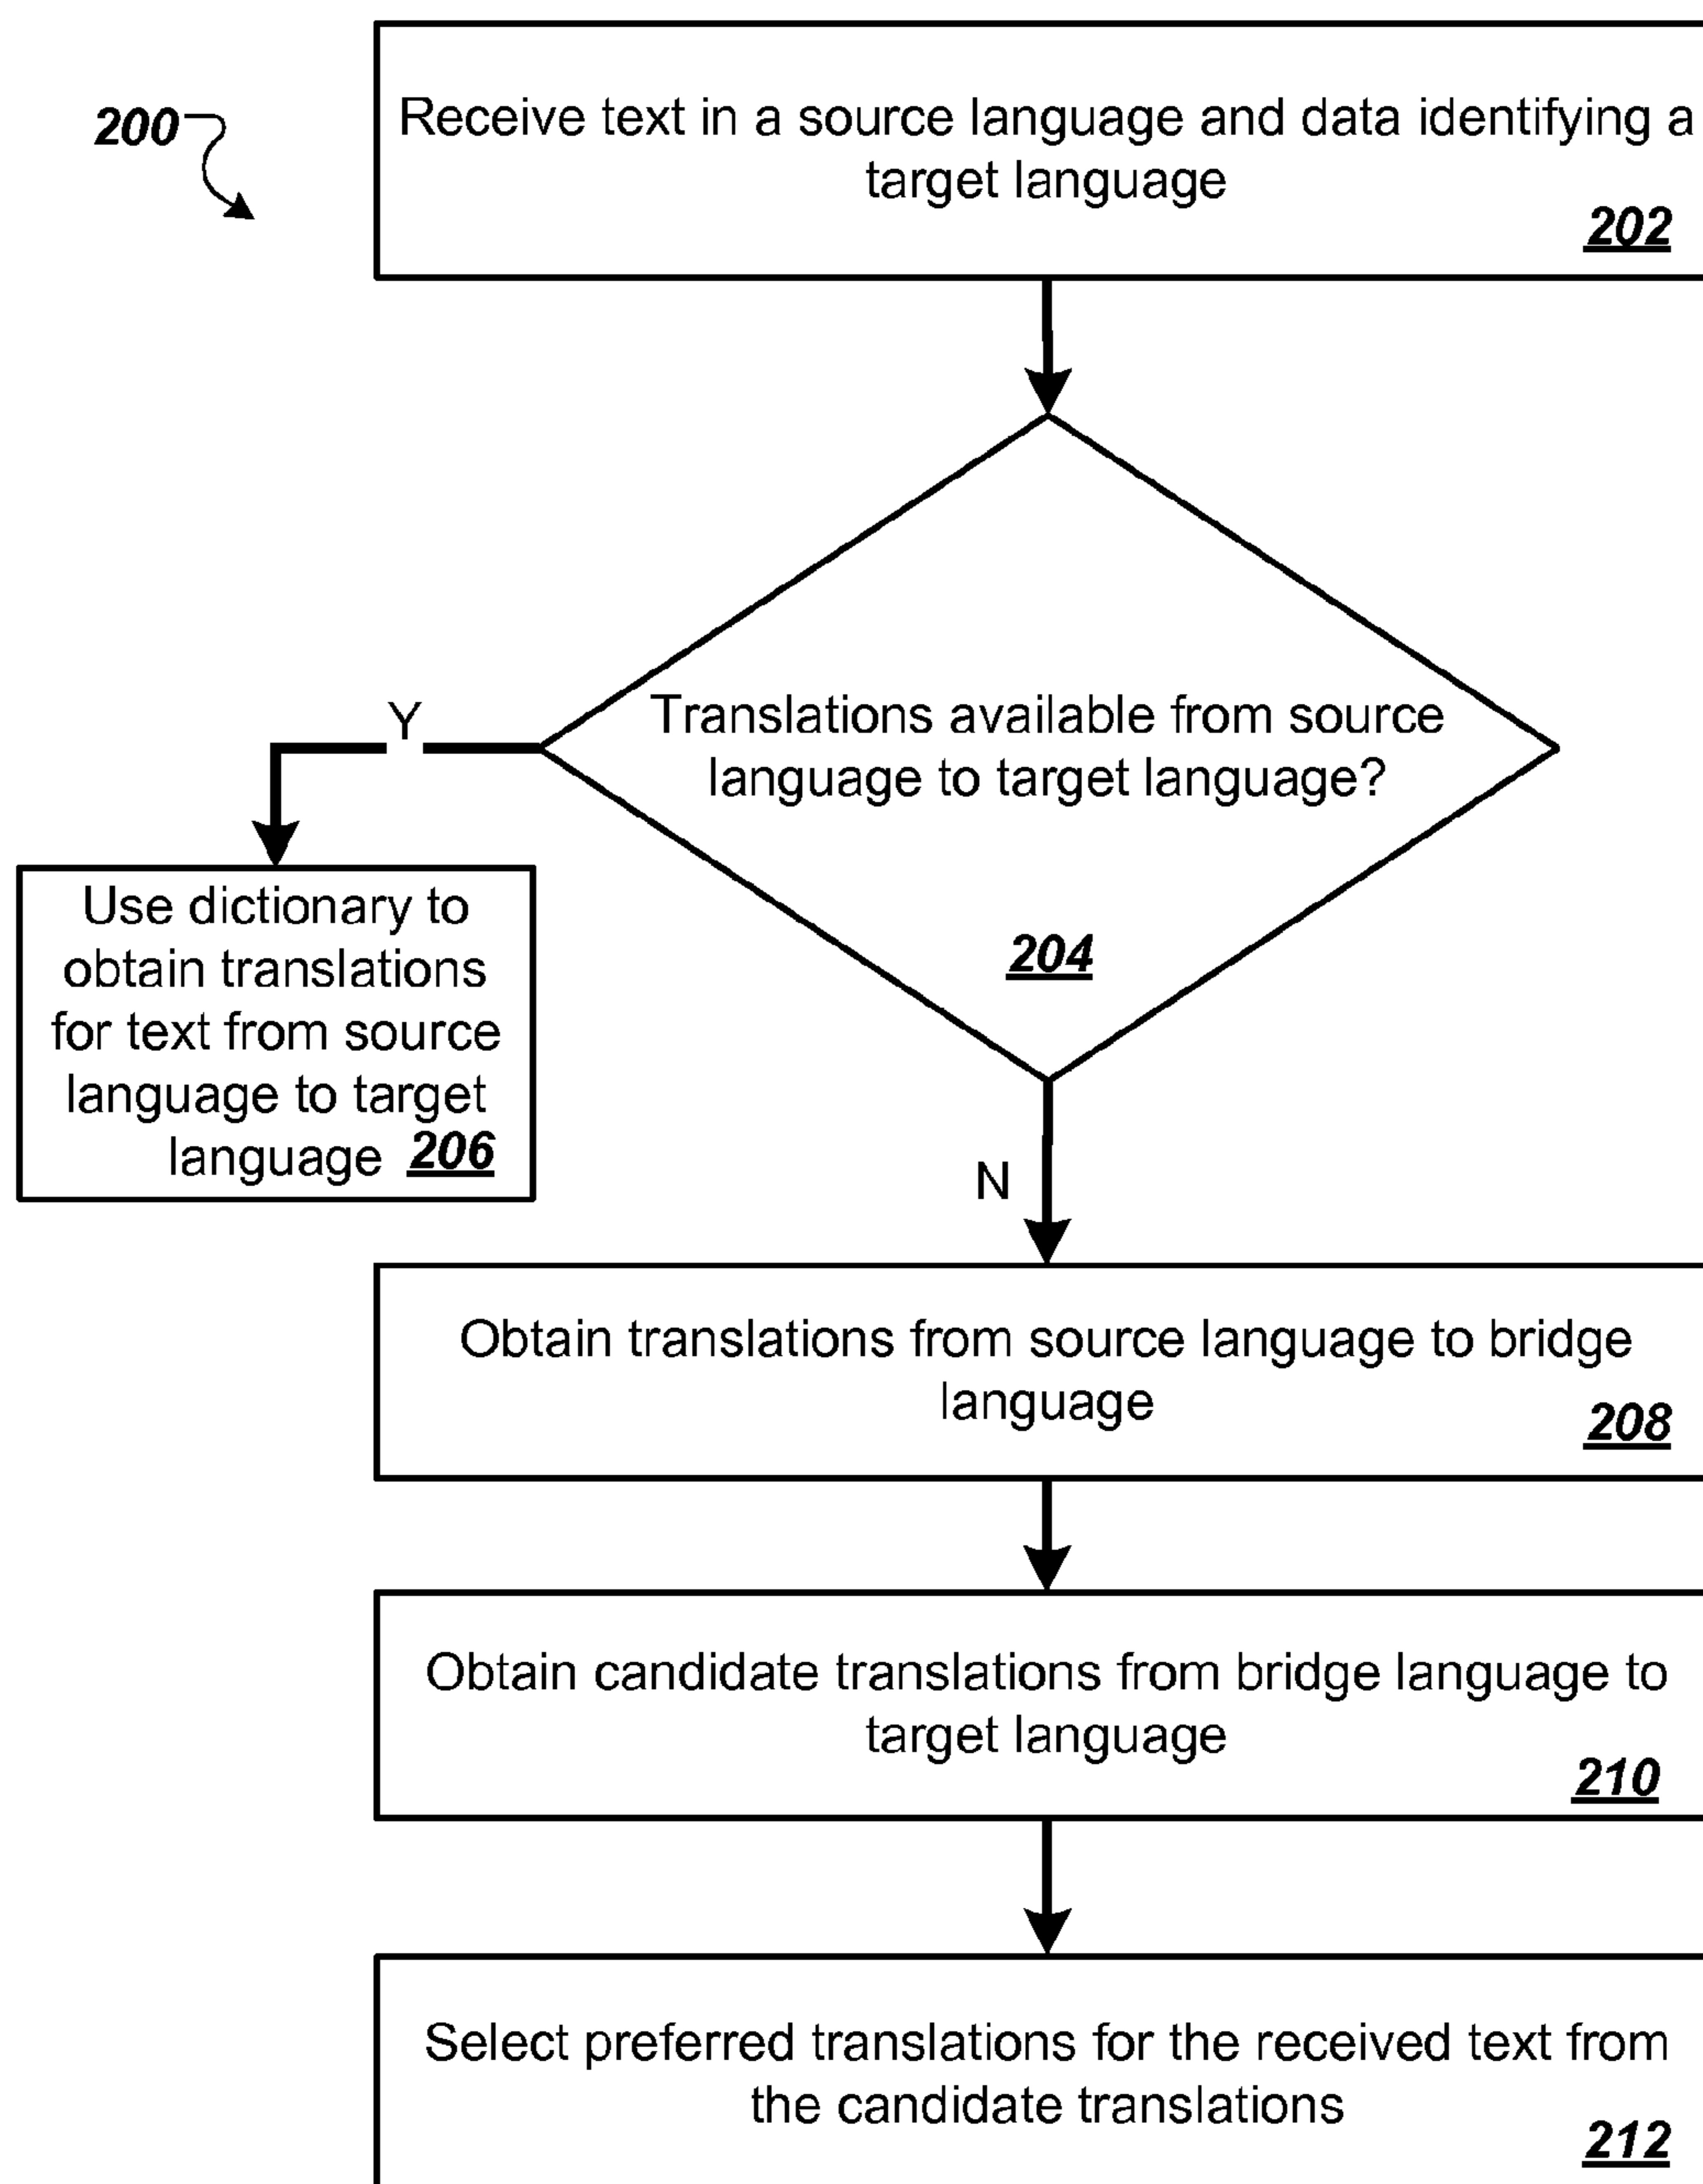 200
Receive text in a source language and data identifying a
target language
202
Translations available from source
language to target language?
204
Y
Use dictionary to
obtain translations
for text from source
language to target
language 206
N
Obtain translations from source language to bridge
language
208
Obtain candidate translations from bridge language to
target language
210
Select preferred translations for the received text from
the candidate translations
212